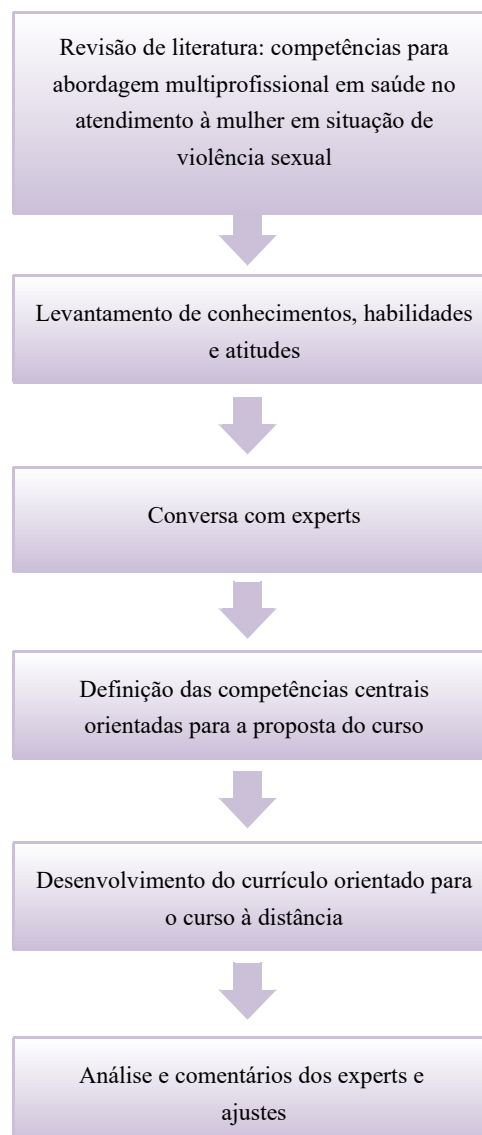 Revisão de literatura: competências para
abordagem multiprofissional em saúde no
atendimento à mulher em situação de
violência sexual
Levantamento de conhecimentos, habilidades
e atitudes
Conversa com experts
Definição das competências centrais
orientadas para a proposta do curso
Desenvolvimento do currículo orientado para
o curso à distância
Análise e comentários dos experts e
ajustes